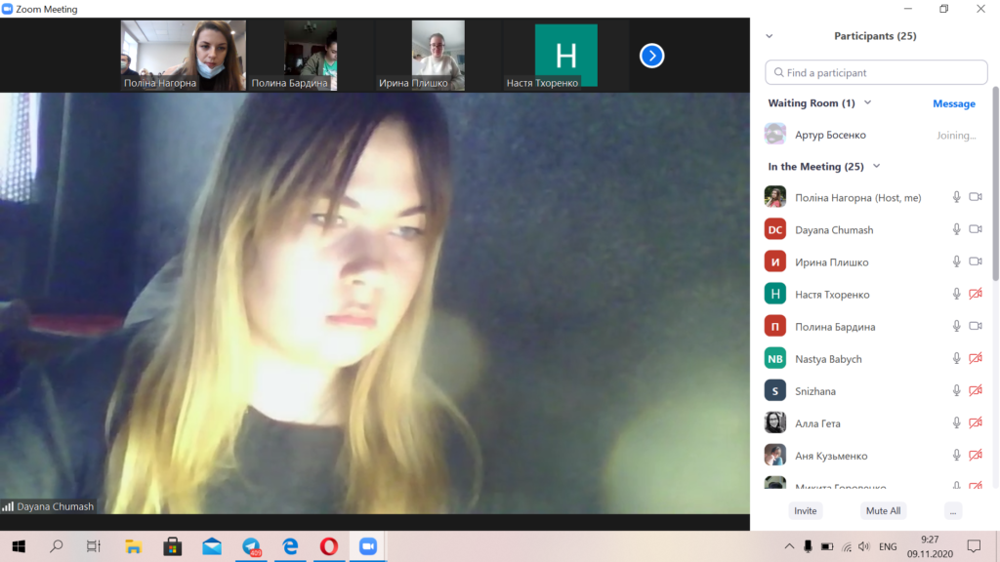 Zoom Meeting
Поліна Нагорна
Полина Бардина
Ирина Плишко
Н
Настя Тхоренко
Dayana Chumash
Participants (25)
Find a participant
Waiting Room (1)
Message
Артур Босенко
Joining...
In the Meeting (25)
Поліна Нагорна (Host, me)
DC
Dayana Chumash
И
Ирина Плишко
Н
Настя Тхоренко
П
Полина Бардина
NB
Nastya Babych
S
Snizhana
Алла Гета
Аня Кузьменко
Микита Горовенко
Invite
Mute All
...
409
ENG
9:27
09.11.2020